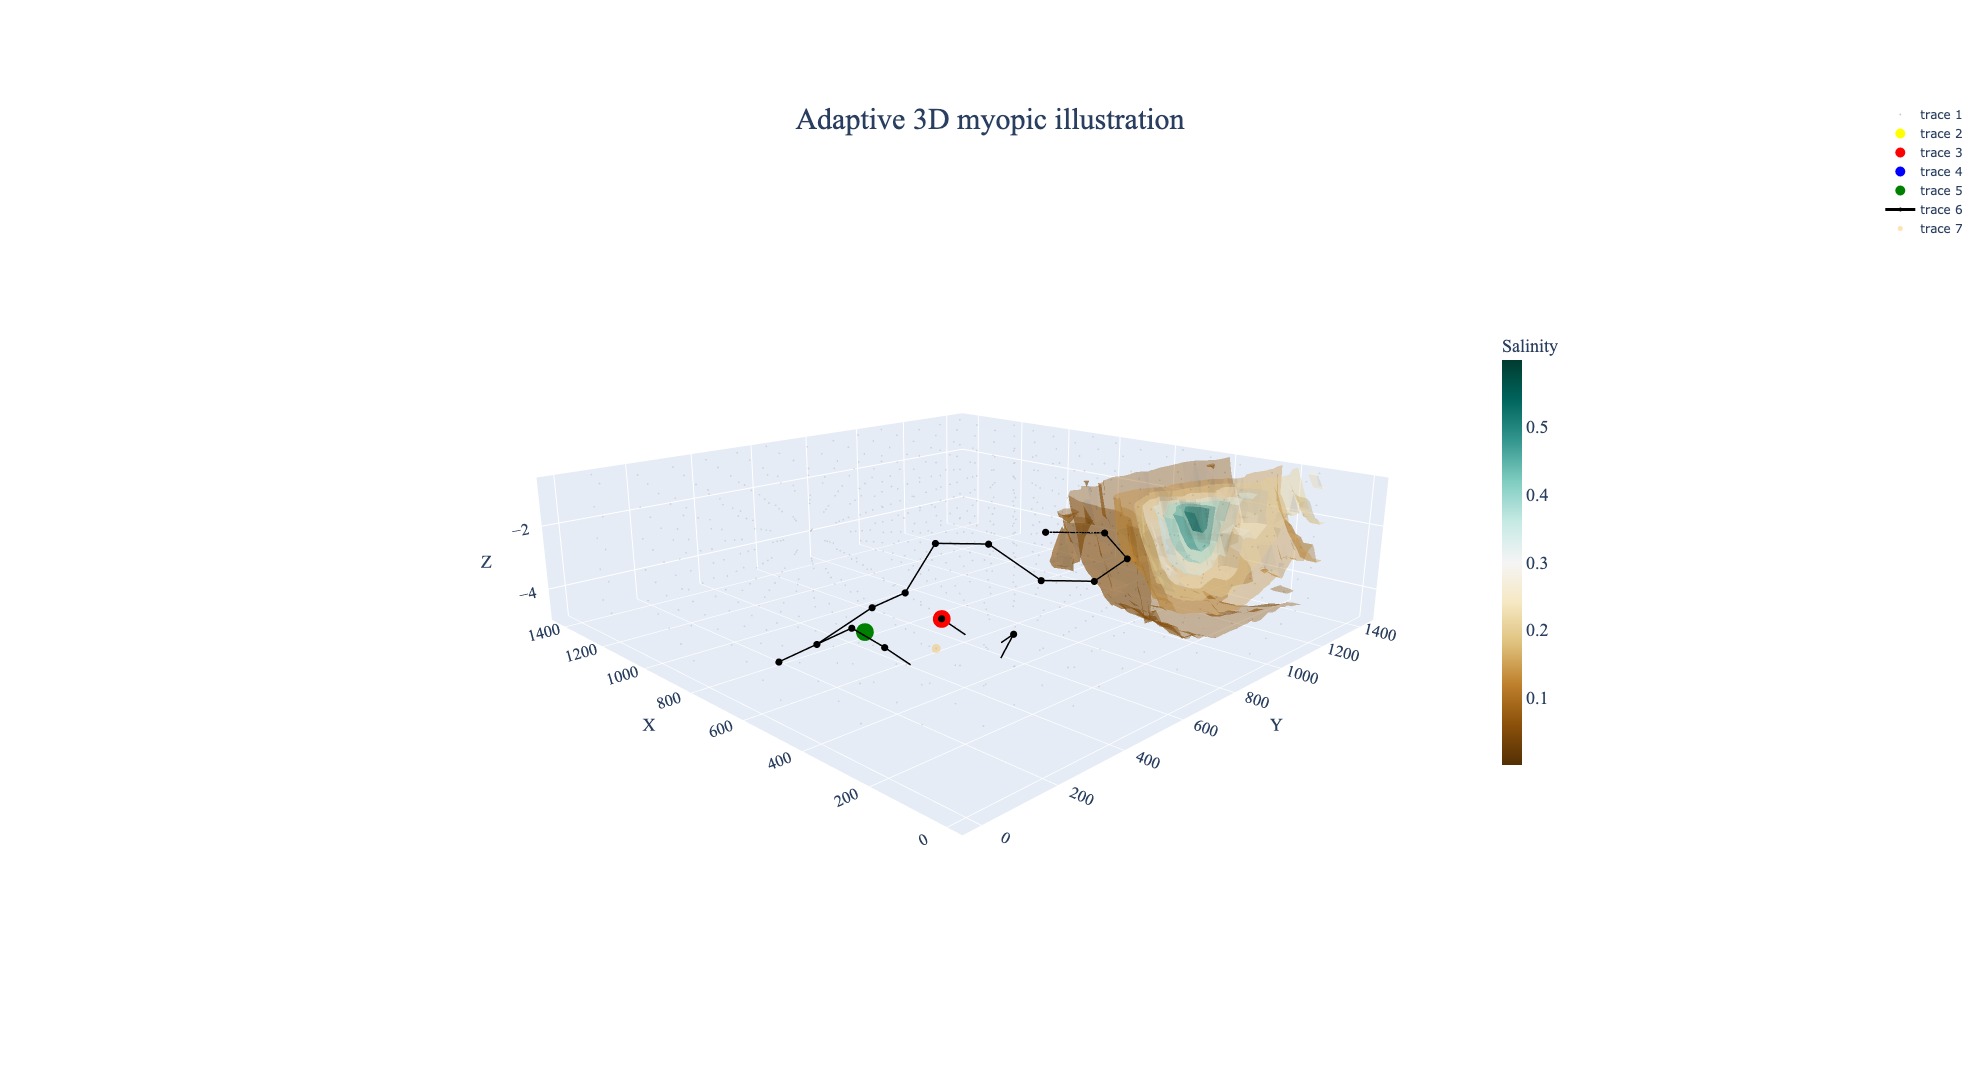 Adaptive 3D myopic illustration
trace 1
trace 2
trace 3
trace 4
trace 5
trace 6
trace 7
Salinity
0.5
0.4
0.3
0.2
0.1
Z
−2
−4
1400
1200
1000
800
600
400
200
0
X
0
200
400
600
800
1000
1200
1400
Y